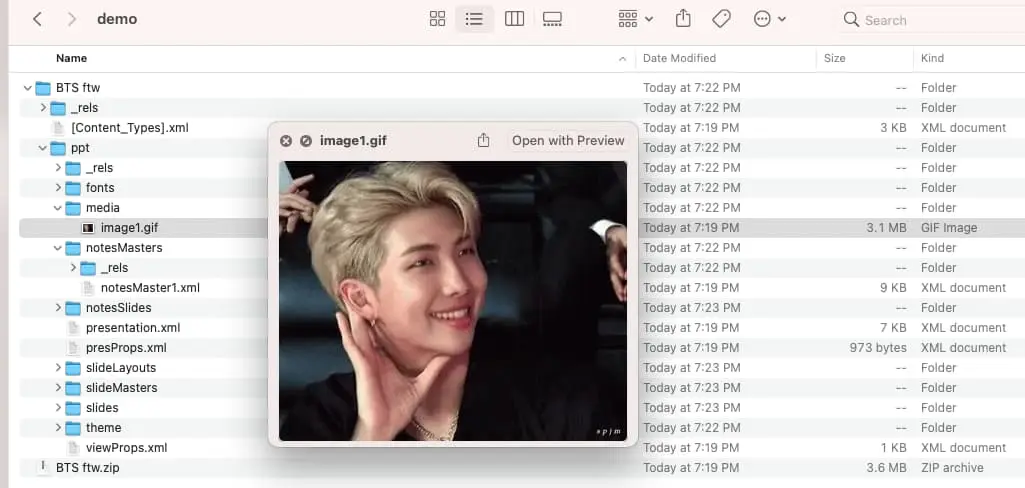 demo
Search
Name Date Modified Size Kind
BTS ftw Today at 7:22 PM -- Folder
_rels Today at 7:22 PM -- Folder
[Content_Types].xml Today at 7:19 PM 3 KB XML document
ppt Today at 7:22 PM -- Folder
_rels Today at 7:22 PM -- Folder
fonts Today at 7:22 PM -- Folder
media Today at 7:22 PM -- Folder
image1.gif Today at 7:19 PM 3.1 MB GIF Image
notesMasters Today at 7:22 PM -- Folder
_rels Today at 7:22 PM -- Folder
notesMaster1.xml Today at 7:19 PM 9 KB XML document
notesSlides Today at 7:23 PM -- Folder
presentation.xml Today at 7:19 PM 7 KB XML document
presProps.xml Today at 7:19 PM 973 bytes XML document
slideLayouts Today at 7:23 PM -- Folder
slideMasters Today at 7:23 PM -- Folder
slides Today at 7:23 PM -- Folder
theme Today at 7:22 PM -- Folder
viewProps.xml Today at 7:19 PM 1 KB XML document
BTS ftw.zip Today at 7:19 PM 3.6 MB ZIP archive
image1.gif Open with Preview
spjm